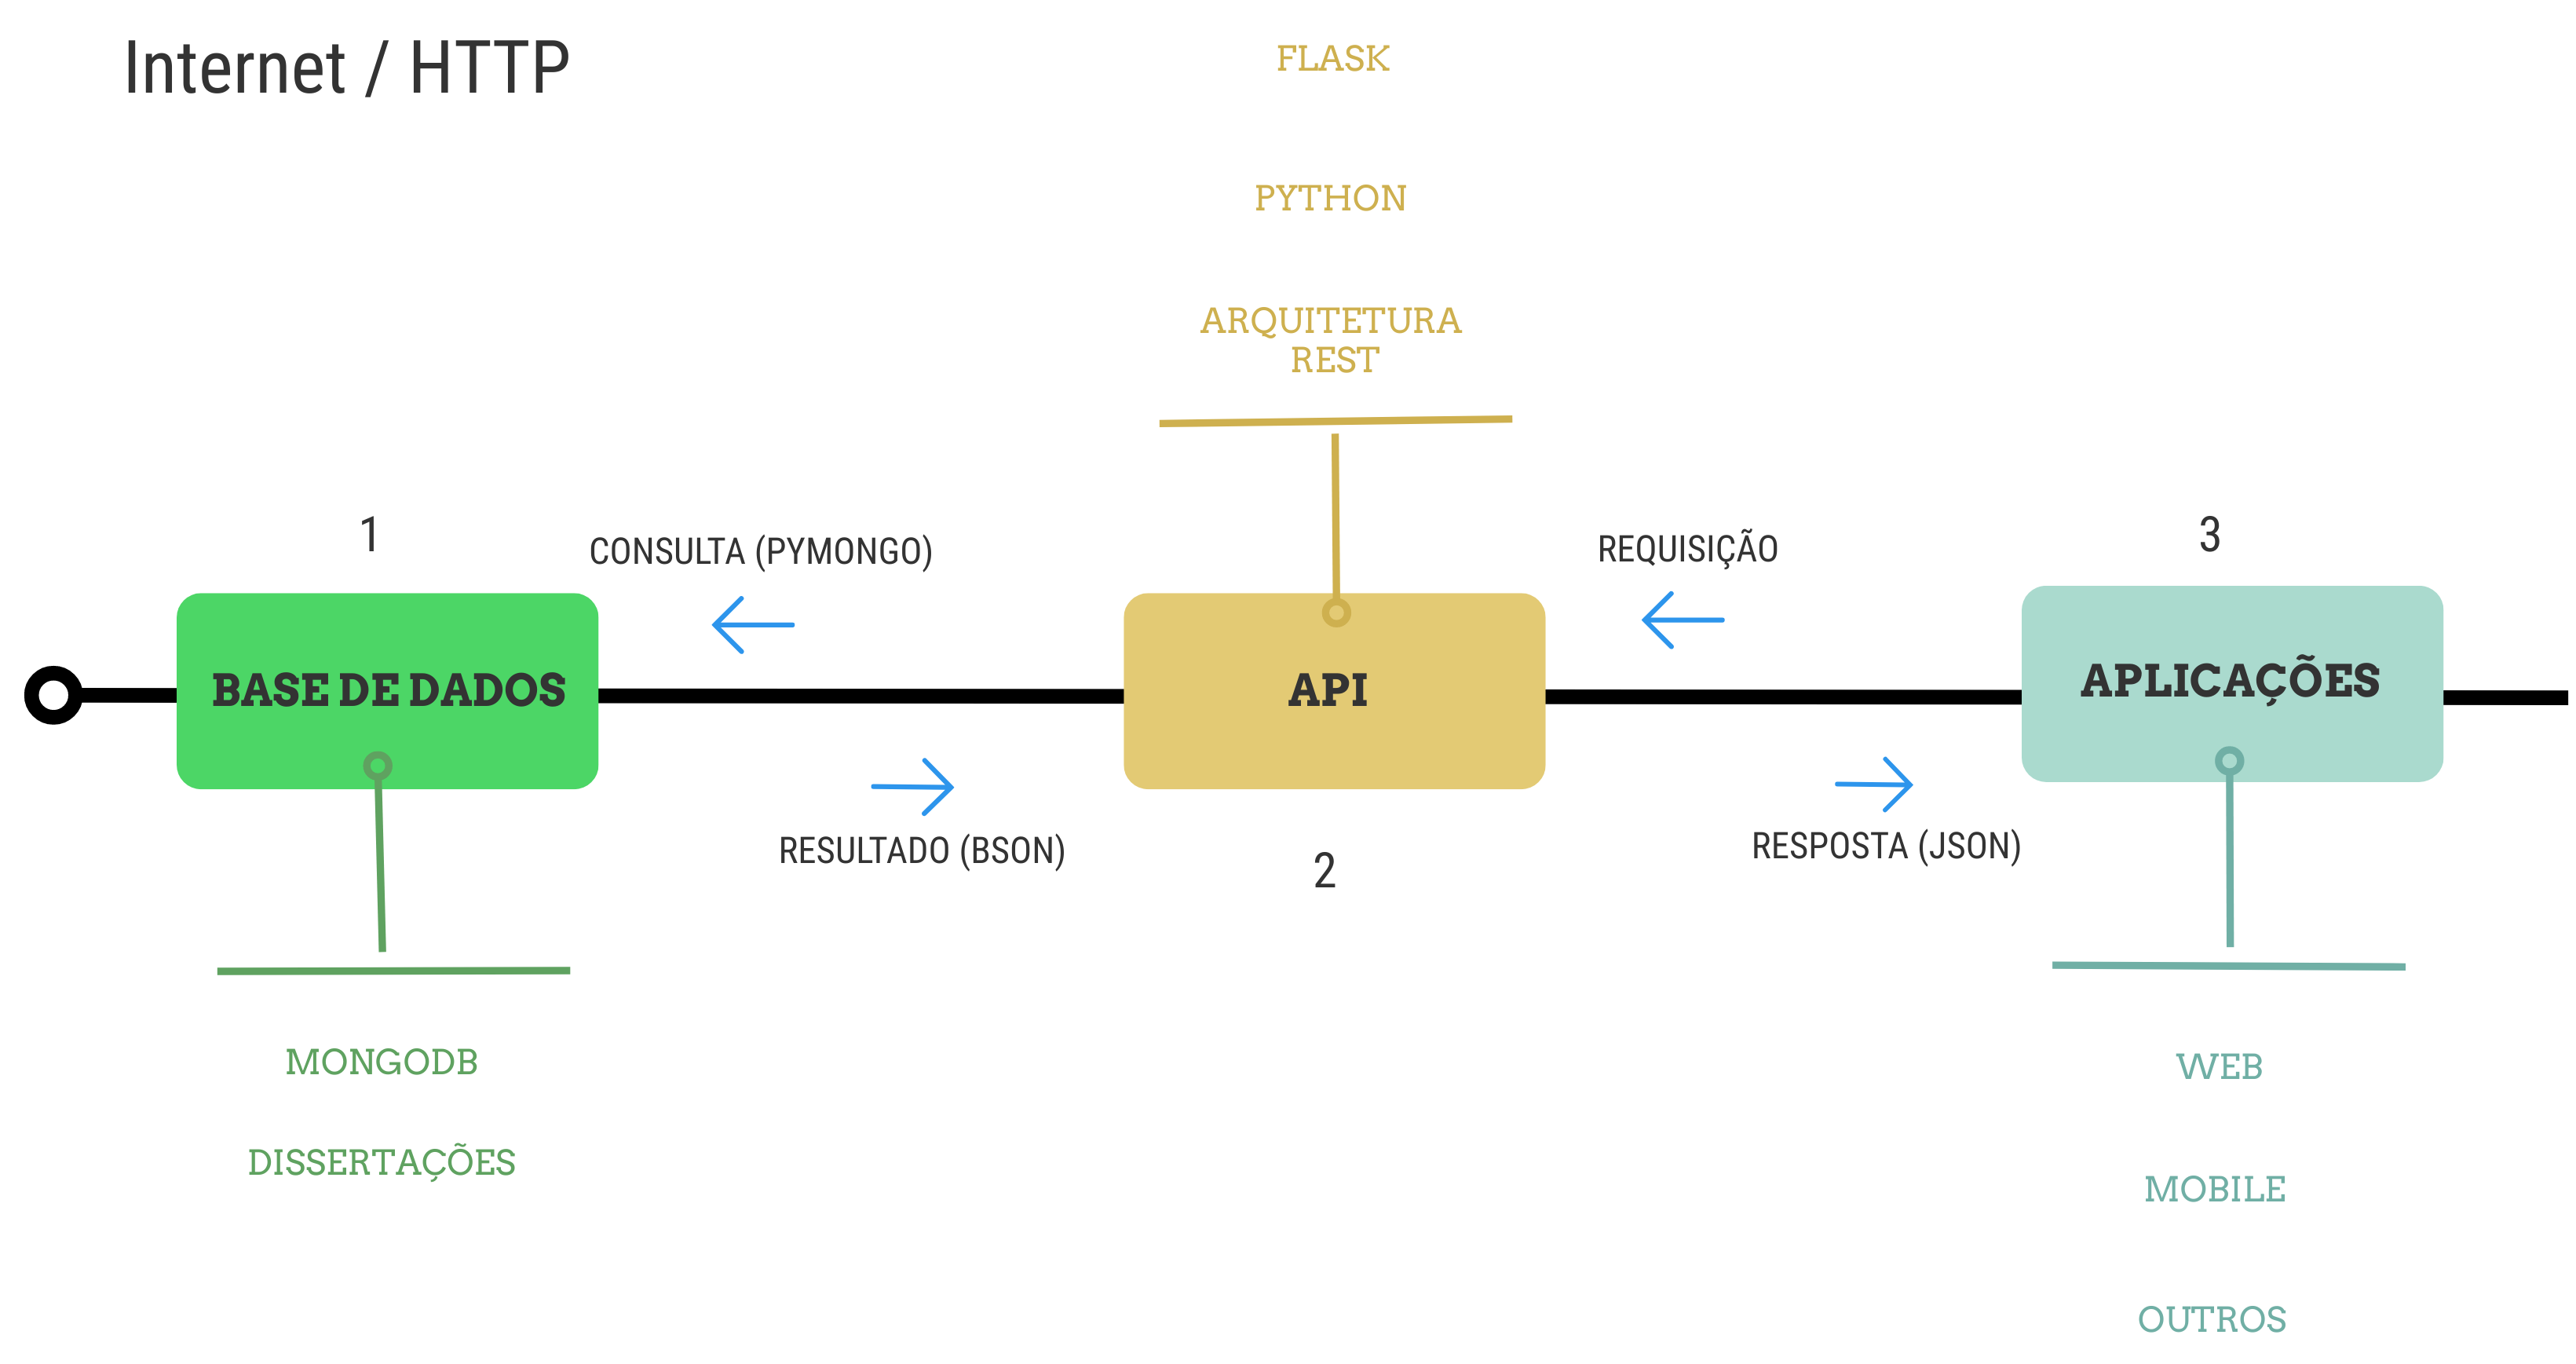 Internet / HTTP
FLASK
PYTHON
ARQUITETURA
REST
1
CONSULTA (PYMONGO)
REQUISIÇÃO
3
BASE DE DADOS
API
APLICAÇÕES
RESULTADO (BSON)
2
RESPOSTA (JSON)
MONGODB
DISSERTAÇÕES
WEB
MOBILE
OUTROS